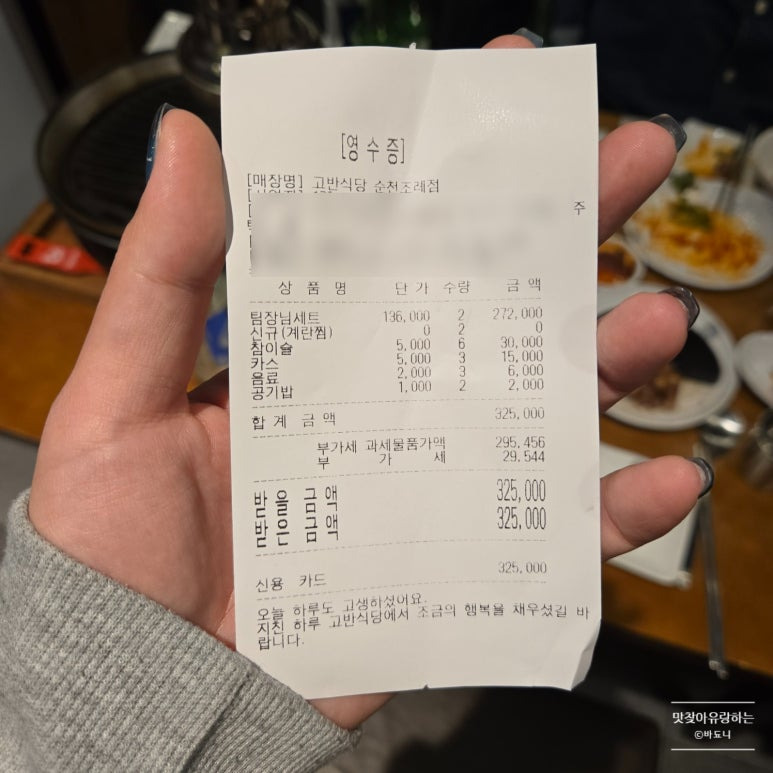 [영수증]
[매장명] 고반식당 순천조례점
주
상 품 명 단 가 수량 금 액
팀장님세트 136,000 2 272,000
신규(계란찜) 0 2 0
참이슬 5,000 6 30,000
카스 5,000 3 15,000
음료 2,000 3 6,000
공기밥 1,000 2 2,000
합 계 금 액 325,000
부가세 과세물품가액 295,456
부 가 세 29,544
받을 금액 325,000
받은 금액 325,000
신용 카드 325,000
오늘 하루도 고생하셨어요.
지친 하루 고반식당에서 조금의 행복을 채우셨길 바
랍니다.
맛찾아유랑하는
©바됴니